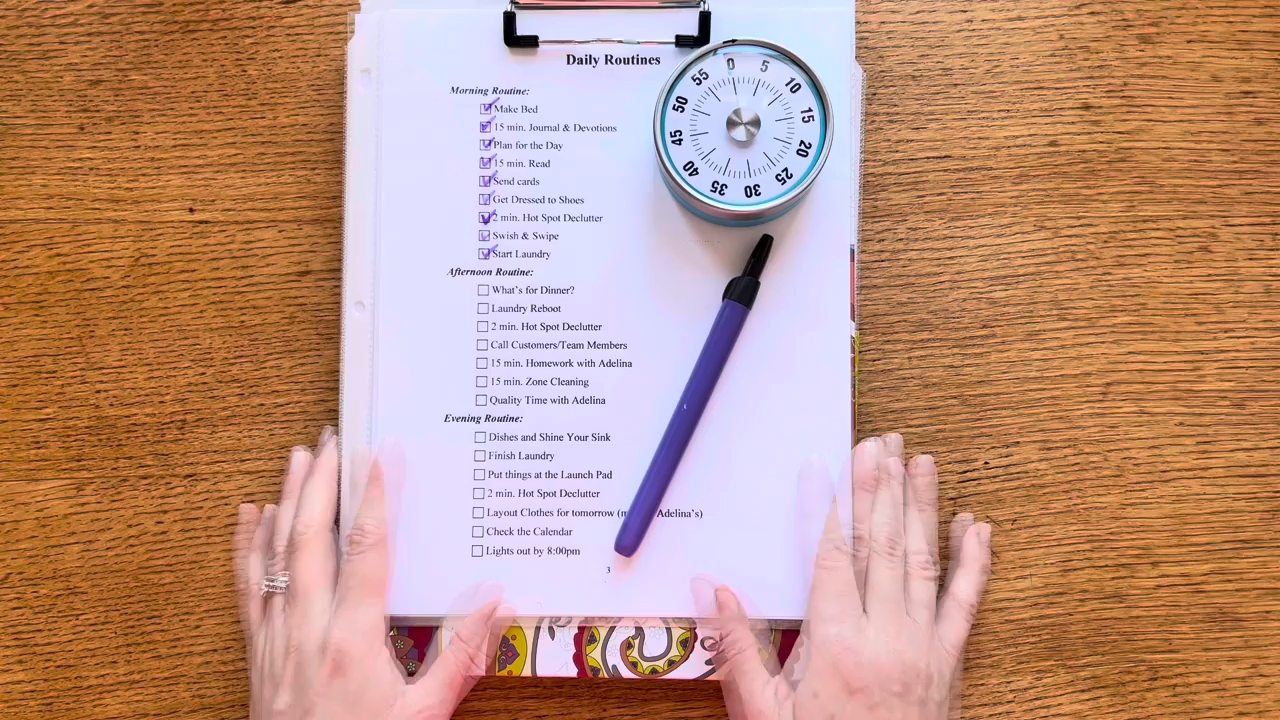 Daily Routines
Morning Routine:
Make Bed
15 min. Journal & Devotions
Plan for the Day
15 min. Read
Send cards
Get Dressed to Shoes
2 min. Hot Spot Declutter
Swish & Swipe
Start Laundry
Afternoon Routine:
What's for Dinner?
Laundry Reboot
2 min. Hot Spot Declutter
Call Customers/Team Members
15 min. Homework with Adelina
15 min. Zone Cleaning
Quality Time with Adelina
Evening Routine:
Dishes and Shine Your Sink
Finish Laundry
Put things at the Launch Pad
2 min. Hot Spot Declutter
Layout Clothes for tomorrow Adelina's)
Check the Calendar
Lights out by 8:00pm
3
0 5 10 15 20 25 30 35 40 45 50 55